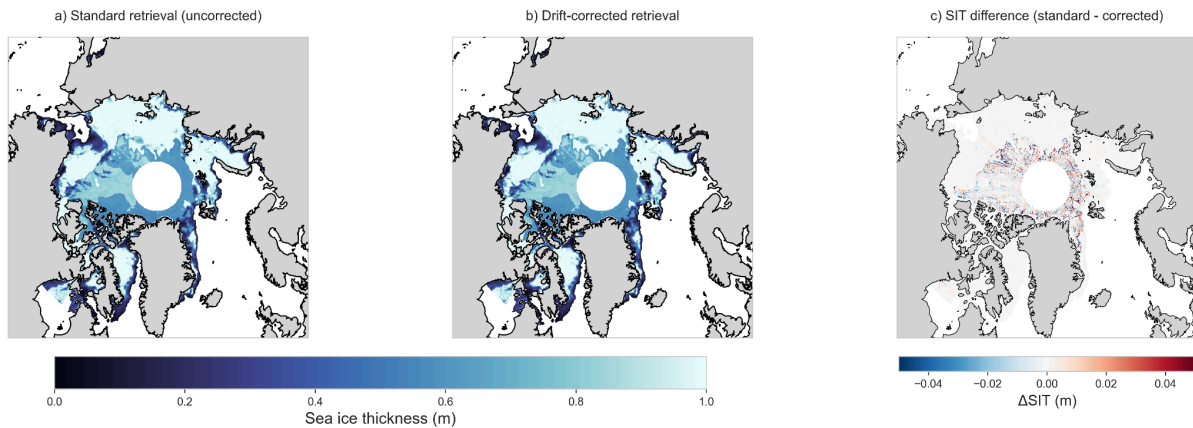 a) Standard retrieval (uncorrected)
b) Drift-corrected retrieval
c) SIT difference (standard - corrected)
0.0 0.2 0.4 0.6 0.8 1.0
Sea ice thickness (m)
−0.04 −0.02 0.00 0.02 0.04
ΔSIT (m)